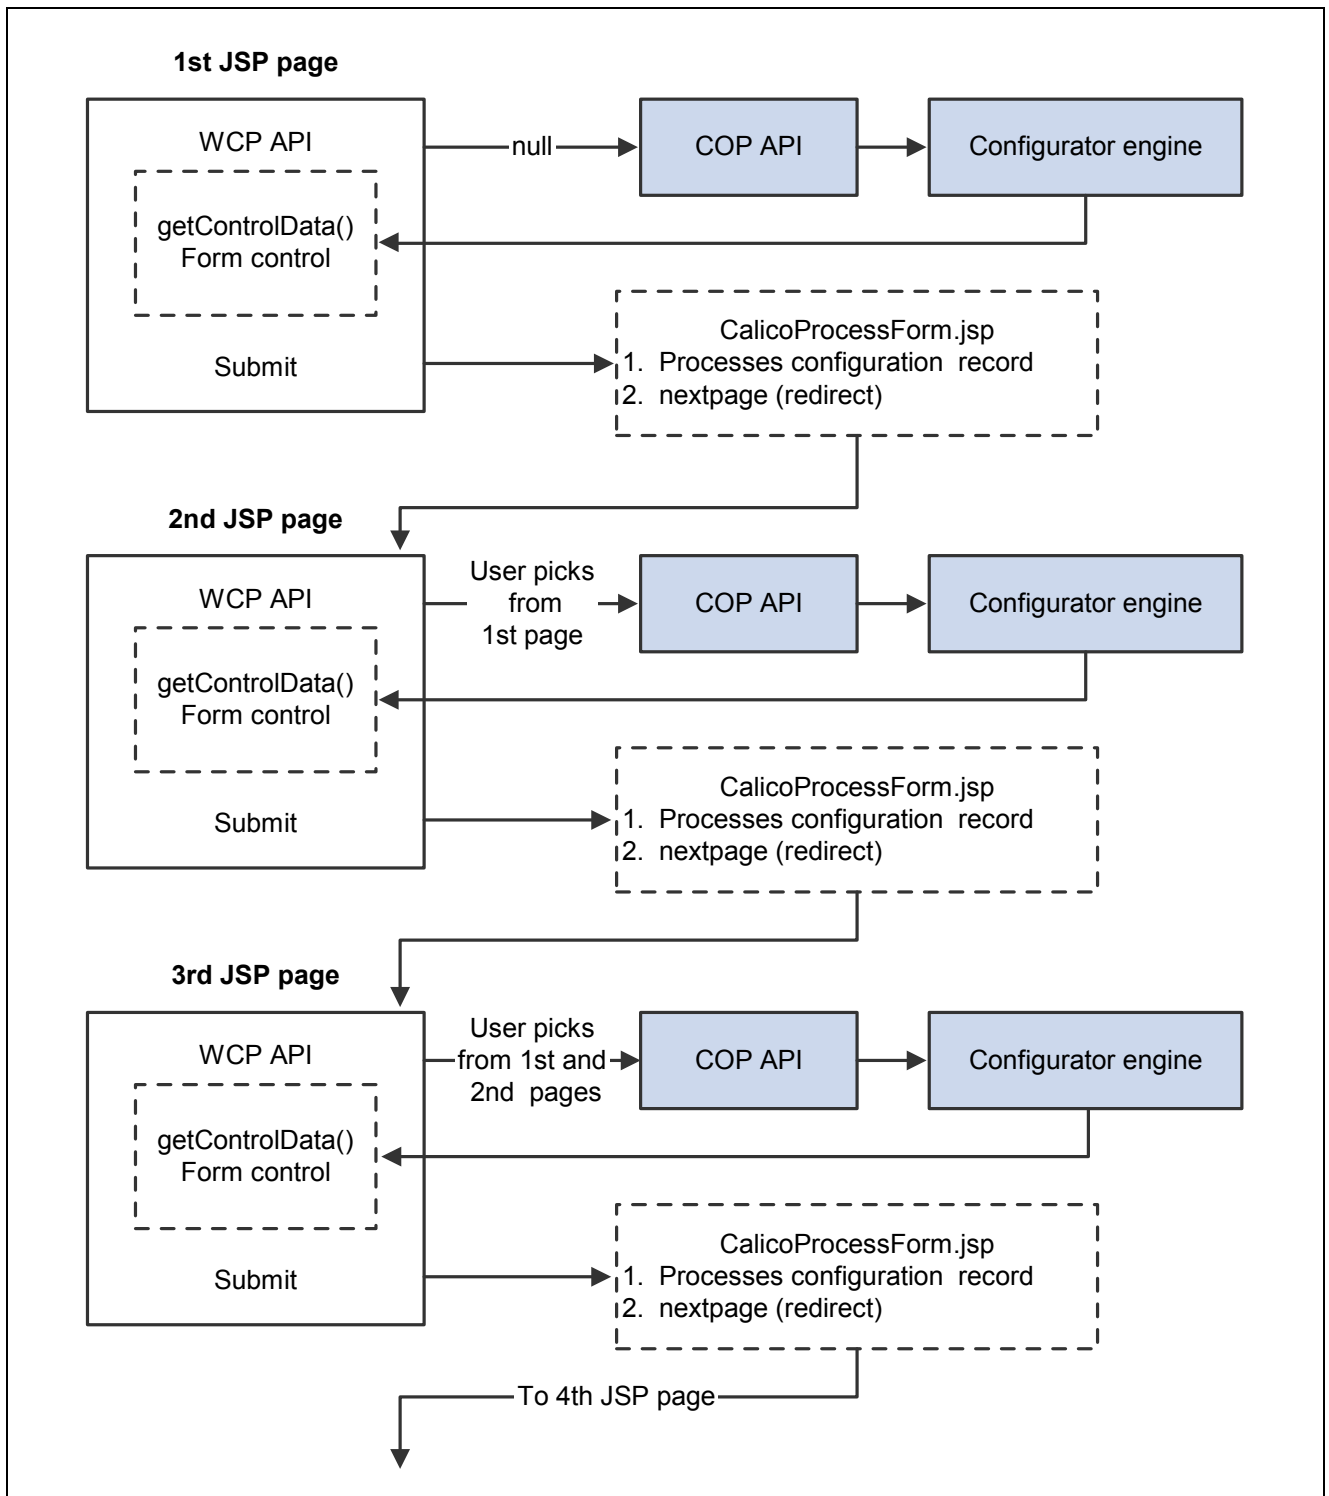 1st JSP page
WCP API
null
COP API
Configurator engine
getControlData()
Form control
CalicoProcessForm.jsp
1. Processes configuration record
2. nextpage (redirect)
Submit
2nd JSP page
WCP API
User picks
from
1st page
COP API
Configurator engine
getControlData()
Form control
CalicoProcessForm.jsp
1. Processes configuration record
2. nextpage (redirect)
Submit
3rd JSP page
WCP API
User picks
from 1st and
2nd pages
COP API
Configurator engine
getControlData()
Form control
CalicoProcessForm.jsp
1. Processes configuration record
2. nextpage (redirect)
Submit
To 4th JSP page